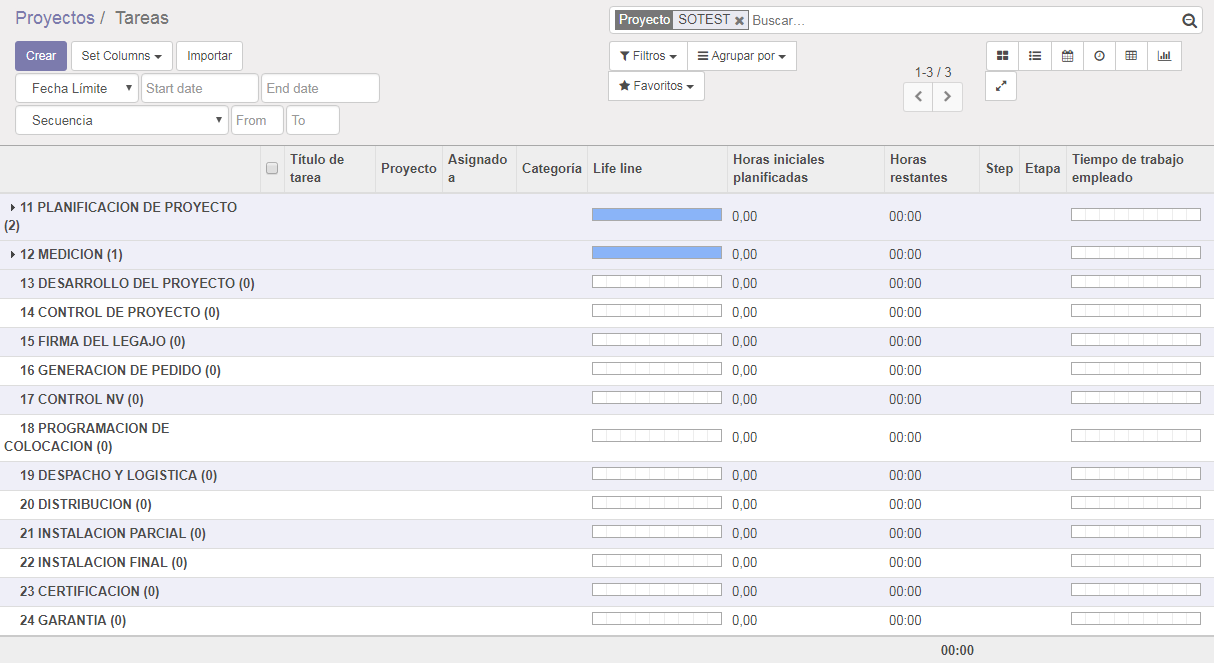 Proyectos / Tareas
Proyecto SOTEST Buscar...
Crear Set Columns Importar
Filtros Agrupar por
Favoritos
1-3 / 3
Fecha Límite Start date End date
Secuencia From To
Título de tarea Proyecto Asignado a Categoría Life line Horas iniciales planificadas Horas restantes Step Etapa Tiempo de trabajo empleado
11 PLANIFICACION DE PROYECTO
(2) 0,00 00:00
12 MEDICION (1) 0,00 00:00
13 DESARROLLO DEL PROYECTO (0) 0,00 00:00
14 CONTROL DE PROYECTO (0) 0,00 00:00
15 FIRMA DEL LEGAJO (0) 0,00 00:00
16 GENERACION DE PEDIDO (0) 0,00 00:00
17 CONTROL NV (0) 0,00 00:00
18 PROGRAMACION DE
COLOCACION (0) 0,00 00:00
19 DESPACHO Y LOGISTICA (0) 0,00 00:00
20 DISTRIBUCION (0) 0,00 00:00
21 INSTALACION PARCIAL (0) 0,00 00:00
22 INSTALACION FINAL (0) 0,00 00:00
23 CERTIFICACION (0) 0,00 00:00
24 GARANTIA (0) 0,00 00:00
00:00